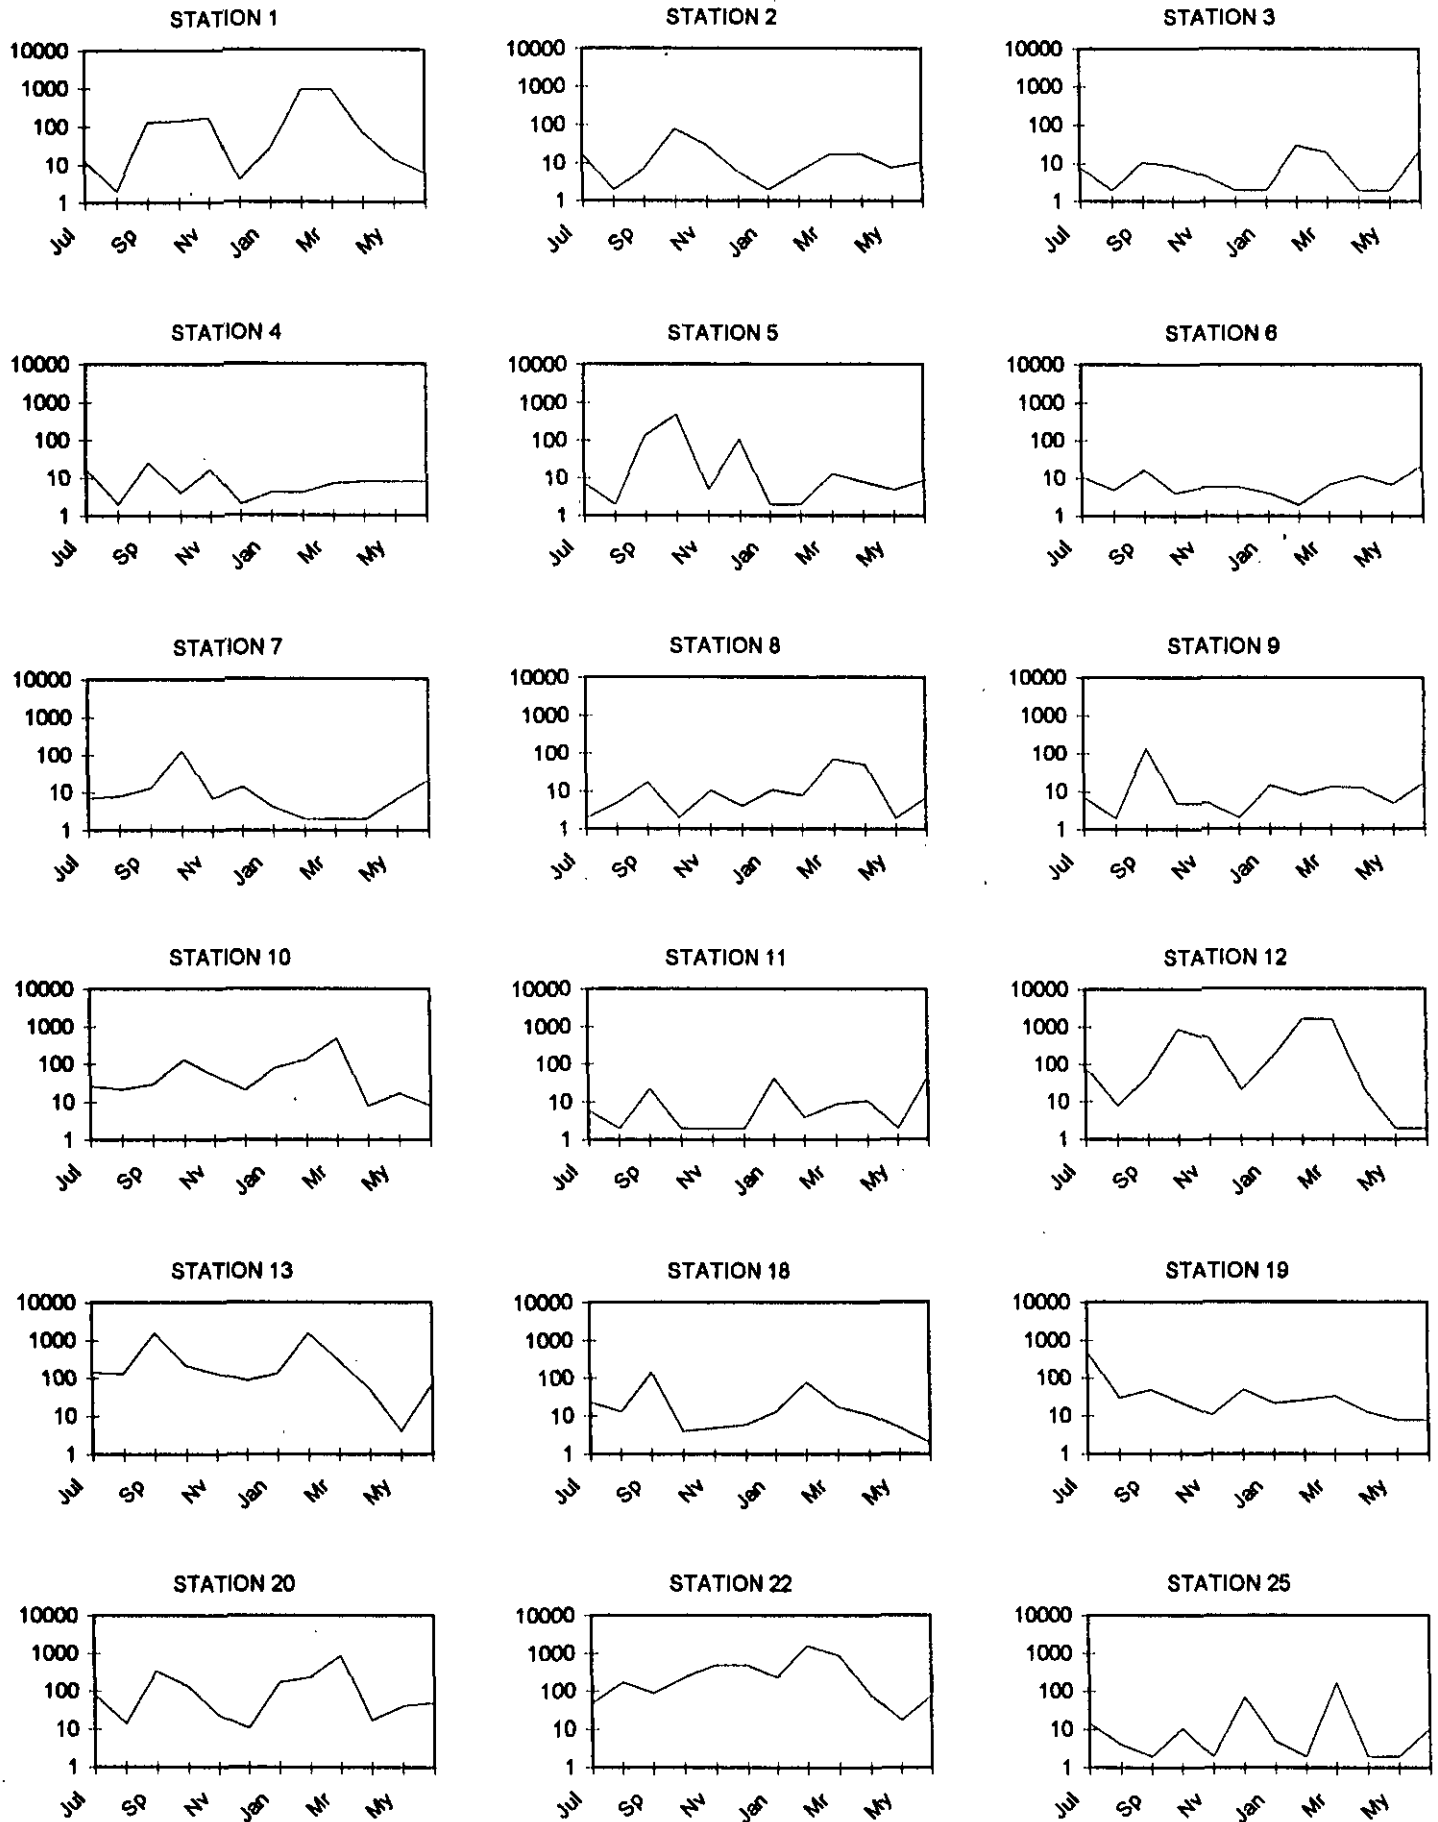 STATION 1
10000
1000
100
10
1
Jul Sp Nv Jan Mr My
STATION 2
10000
1000
100
10
1
Jul Sp Nv Jan Mr My
STATION 3
10000
1000
100
10
1
Jul Sp Nv Jan Mr My
STATION 4
10000
1000
100
10
1
Jul Sp Nv Jan Mr My
STATION 5
10000
1000
100
10
1
Jul Sp Nv Jan Mr My
STATION 6
10000
1000
100
10
1
Jul Sp Nv Jan Mr My
STATION 7
10000
1000
100
10
1
Jul Sp Nv Jan Mr My
STATION 8
10000
1000
100
10
1
Jul Sp Nv Jan Mr My
STATION 9
10000
1000
100
10
1
Jul Sp Nv Jan Mr My
STATION 10
10000
1000
100
10
1
Jul Sp Nv Jan Mr My
STATION 11
10000
1000
100
10
1
Jul Sp Nv Jan Mr My
STATION 12
10000
1000
100
10
1
Jul Sp Nv Jan Mr My
STATION 13
10000
1000
100
10
1
Jul Sp Nv Jan Mr My
STATION 18
10000
1000
100
10
1
Jul Sp Nv Jan Mr My
STATION 19
10000
1000
100
10
1
Jul Sp Nv Jan Mr My
STATION 20
10000
1000
100
10
1
Jul Sp Nv Jan Mr My
STATION 22
10000
1000
100
10
1
Jul Sp Nv Jan Mr My
STATION 25
10000
1000
100
10
1
Jul Sp Nv Jan Mr My